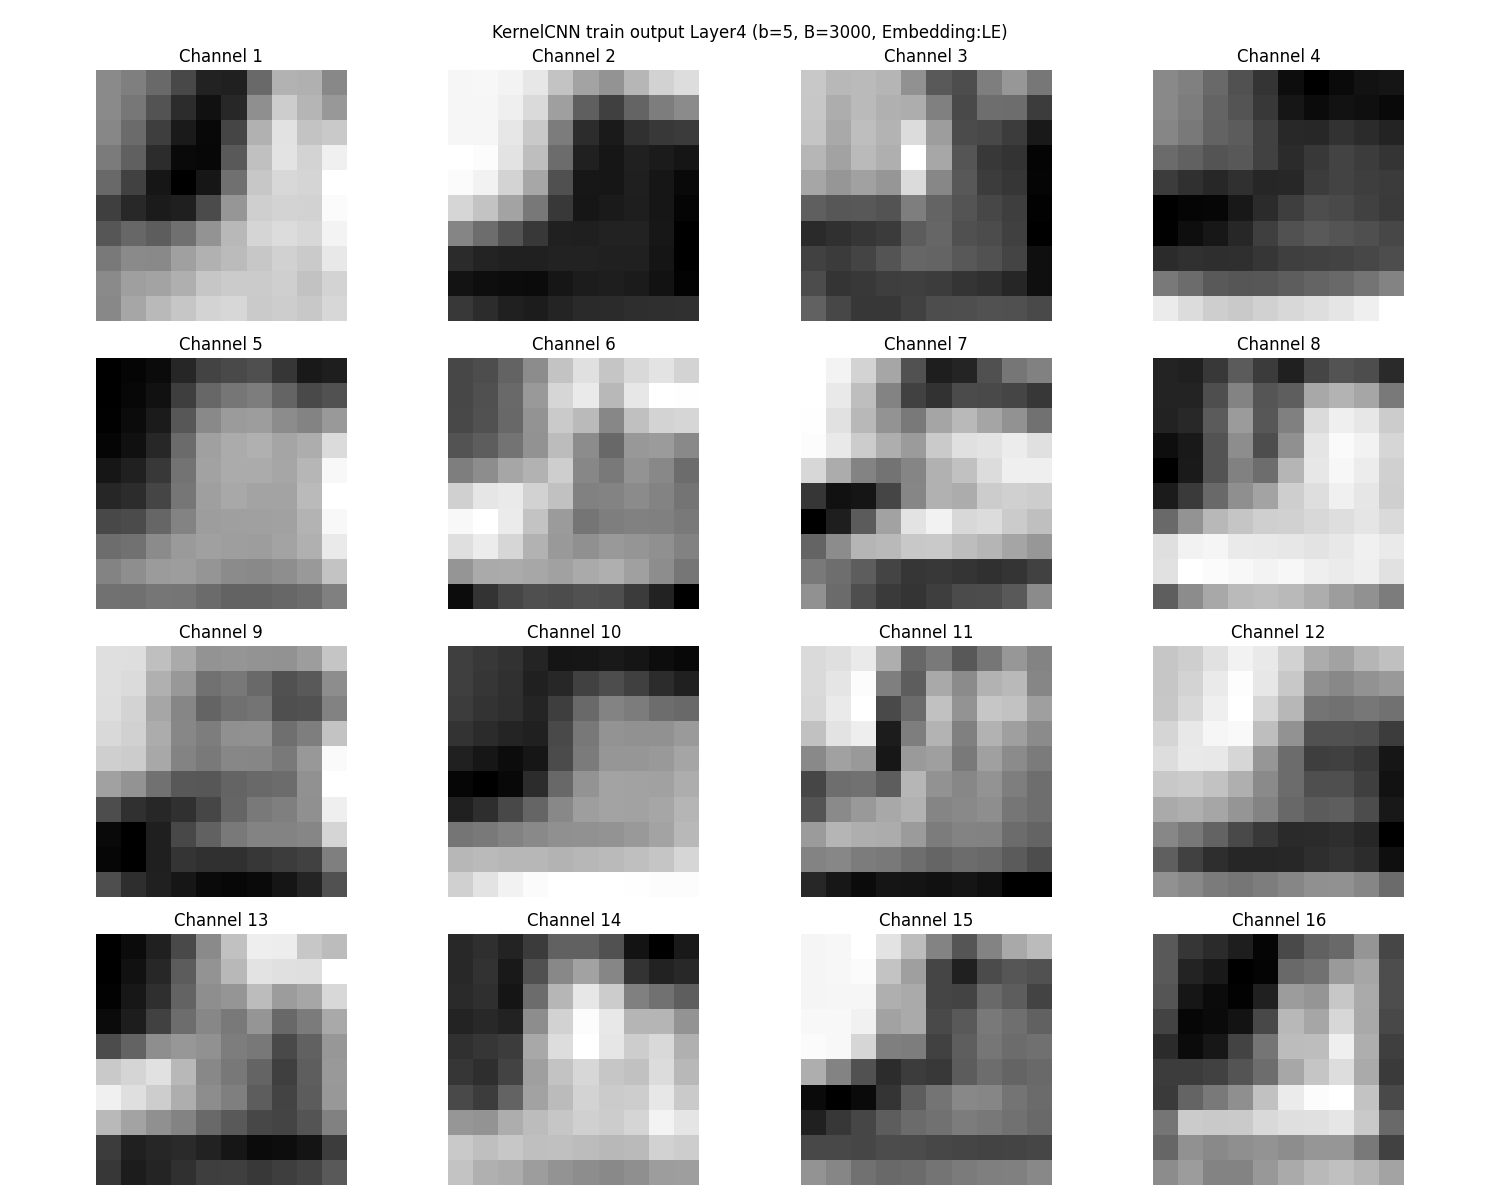 KernelCNN train output Layer4 (b=5, B=3000, Embedding:LE)
Channel 1
Channel 2
Channel 3
Channel 4
Channel 5
Channel 6
Channel 7
Channel 8
Channel 9
Channel 10
Channel 11
Channel 12
Channel 13
Channel 14
Channel 15
Channel 16